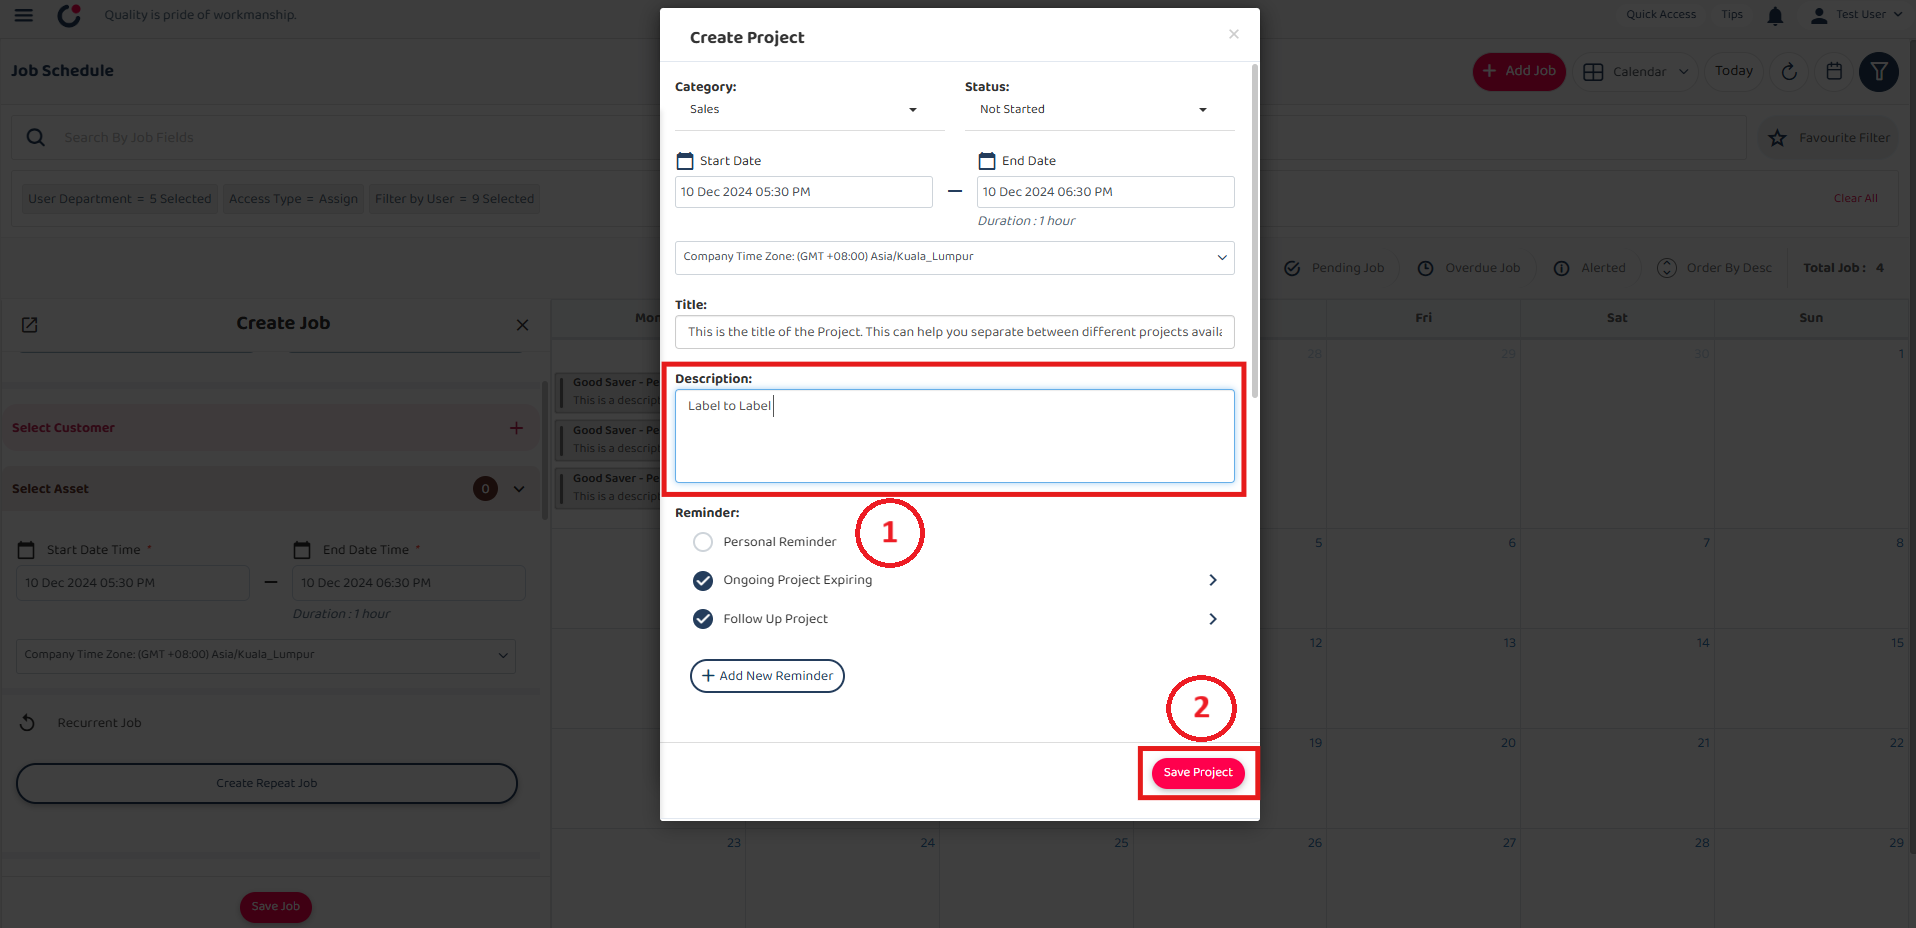 Quality is pride of workmanship.
Quick Access
Tips
Test User
Job Schedule
+ Add Job
Calendar
Today
Search By Job Fields
Favourite Filter
User Department = 5 Selected
Access Type = Assign
Filter by User = 9 Selected
Clear All
Pending Job
Overdue Job
Alerted
Order By Desc
Total Job : 4
Create Job
Select Customer
Select Asset
0
Start Date Time *
End Date Time *
10 Dec 2024 05:30 PM
10 Dec 2024 06:30 PM
Duration : 1 hour
Company Time Zone: (GMT +08:00) Asia/Kuala_Lumpur
Recurrent Job
Create Repeat Job
Save Job
Mon
Fri
Sat
Sun
28
29
30
1
Good Saver - Pe
This is a descript
Good Saver - Pe
This is a descript
Good Saver - Pe
This is a descript
5
6
7
8
12
13
14
15
19
20
21
22
23
24
25
26
27
28
29
Create Project
Category:
Sales
Status:
Not Started
Start Date
End Date
10 Dec 2024 05:30 PM
10 Dec 2024 06:30 PM
Duration : 1 hour
Company Time Zone: (GMT +08:00) Asia/Kuala_Lumpur
Title:
This is the title of the Project. This can help you separate between different projects availa
Description:
Label to Label
Reminder:
1
Personal Reminder
Ongoing Project Expiring
Follow Up Project
+ Add New Reminder
2
Save Project